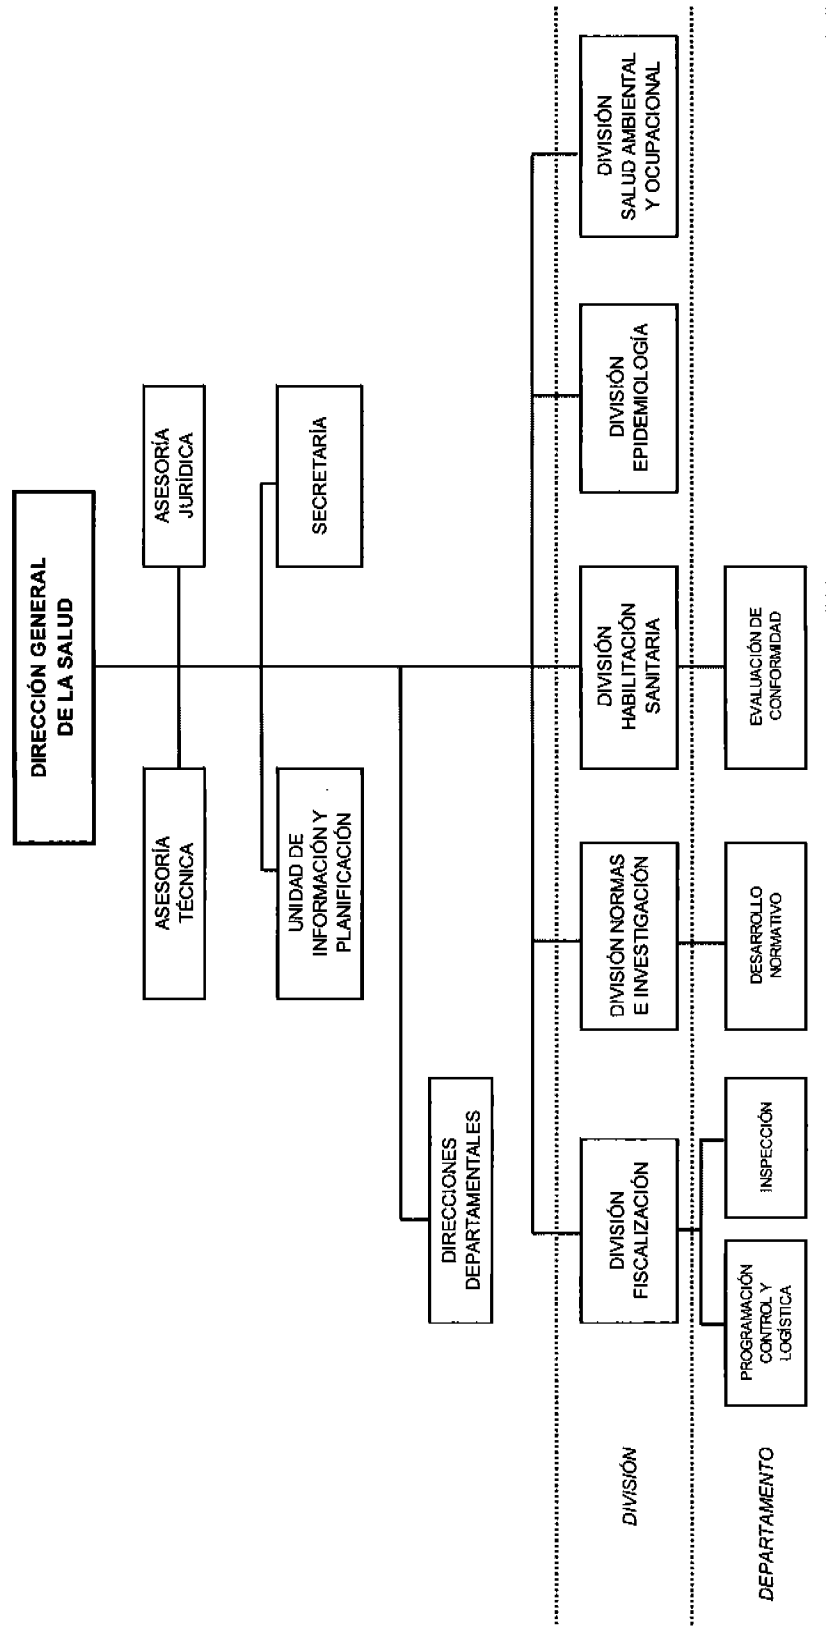 DIRECCIÓN GENERAL
DE LA SALUD
ASESORÍA
TÉCNICA
ASESORÍA
JURÍDICA
UNIDAD DE
INFORMACIÓN Y
PLANIFICACIÓN
SECRETARÍA
DIRECCIONES
DEPARTAMENTALES
DIVISIÓN
DIVISIÓN
FISCALIZACIÓN
DIVISIÓN NORMAS
E INVESTIGACIÓN
DIVISIÓN
HABILITACIÓN
SANITARIA
DIVISIÓN
EPIDEMIOLOGÍA
DIVISIÓN
SALUD AMBIENTAL
Y OCUPACIONAL
DEPARTAMENTO
PROGRAMACIÓN
CONTROL Y
LOGÍSTICA
INSPECCIÓN
DESARROLLO
NORMATIVO
EVALUACIÓN DE
CONFORMIDAD